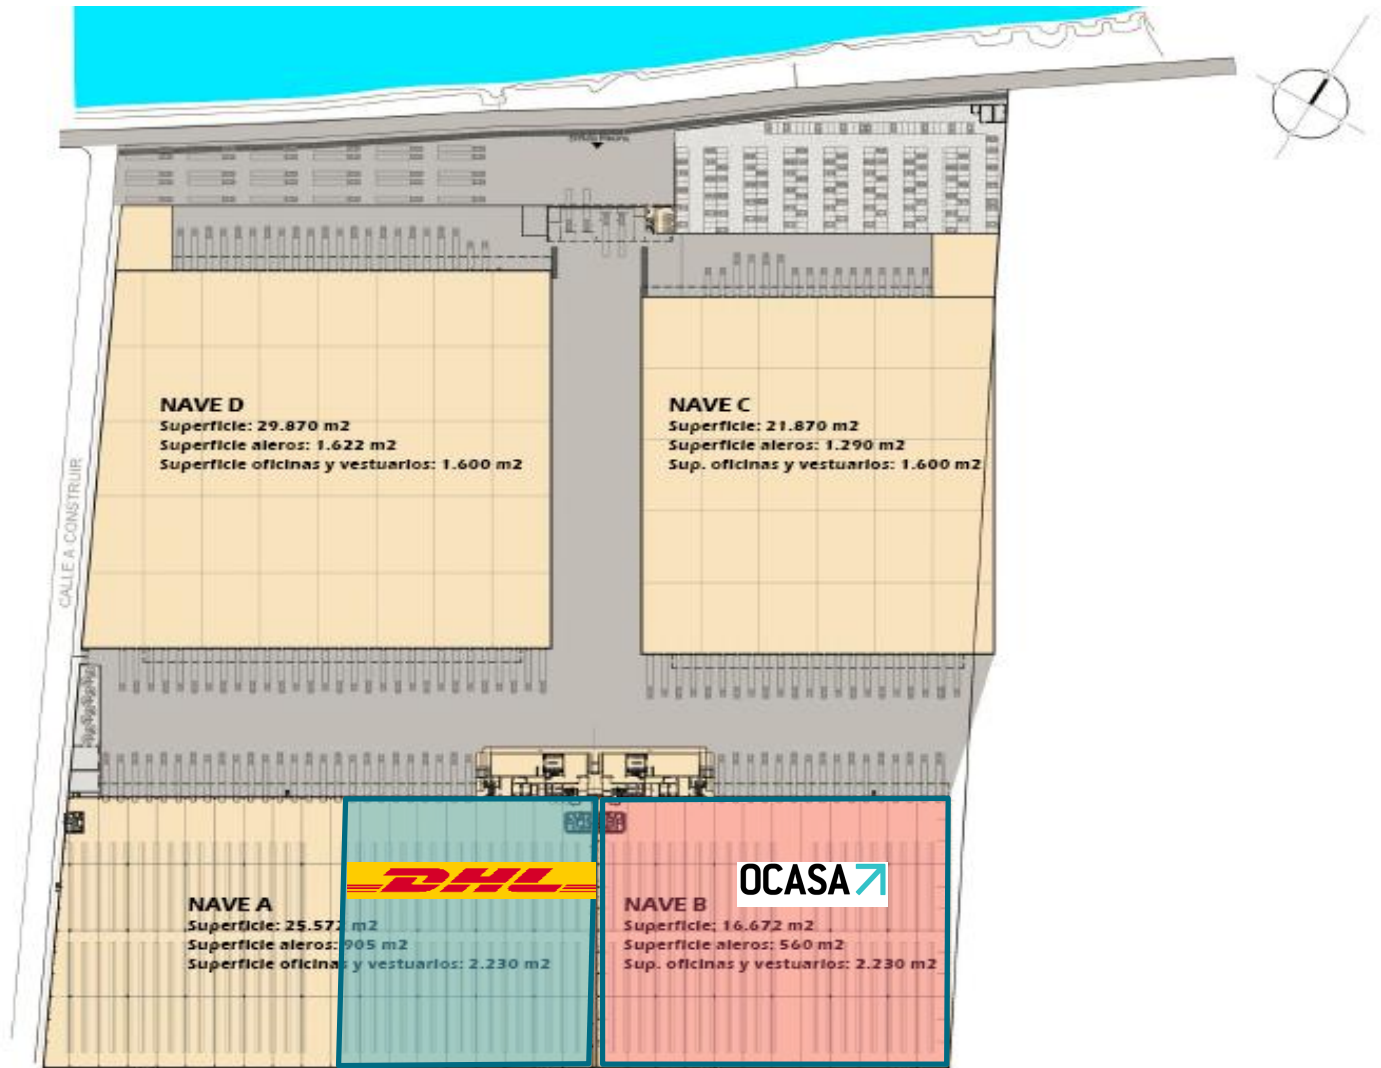 NAVE D
Superficie: 29.870 m2
Superficie aleros: 1.622 m2
Superficie oficinas y vestuarios: 1.600 m2
NAVE C
Superficie: 21.870 m2
Superficie aleros: 1.290 m2
Sup. oficinas y vestuarios: 1.600 m2
CALLE A CONSTRUIR
DHL
OCASA
NAVE A
Superficie: 25.572 m2
Superficie aleros: 905 m2
Superficie oficinas y vestuarios: 2.230 m2
NAVE B
Superficie: 16.672 m2
Superficie aleros: 560 m2
Sup. oficinas y vestuarios: 2.230 m2